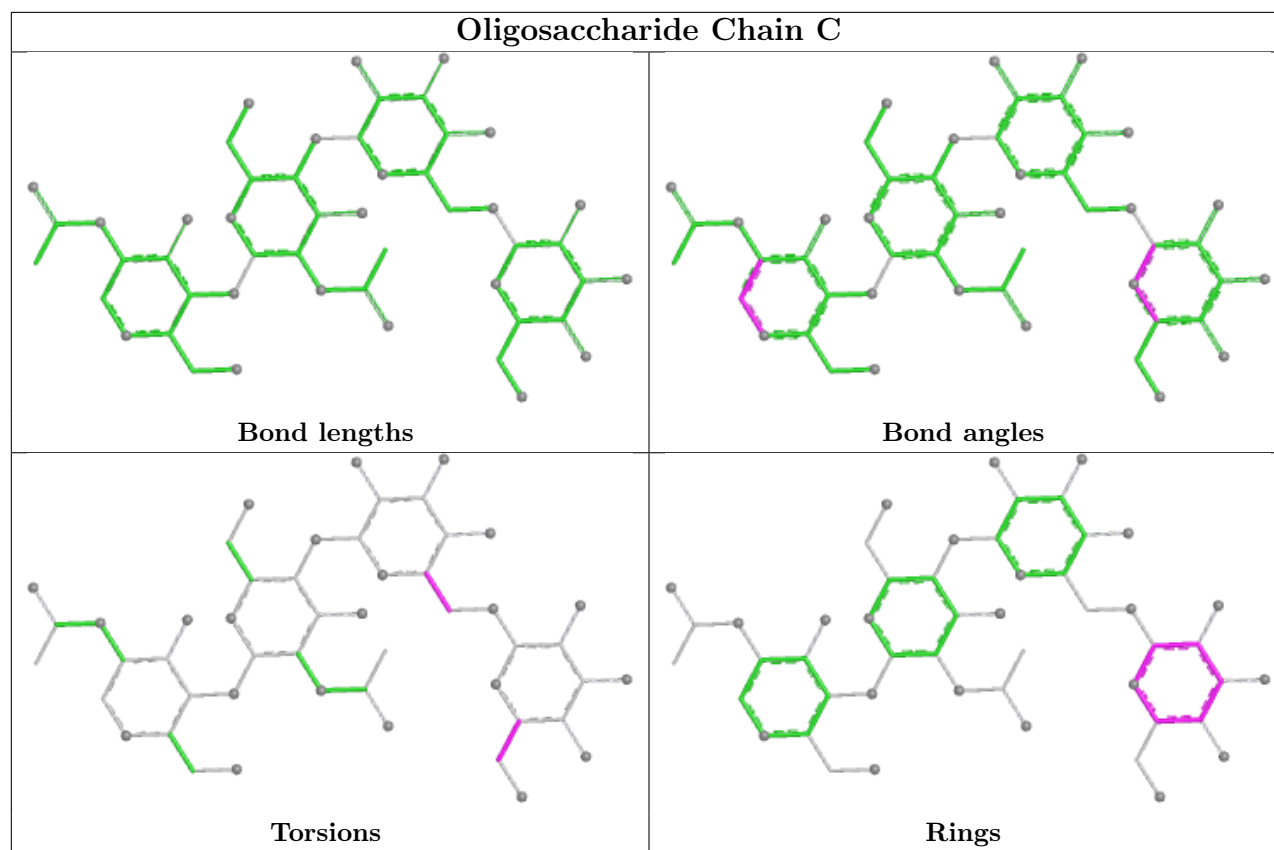 Oligosaccharide Chain C
Bond lengths
Bond angles
Torsions
Rings